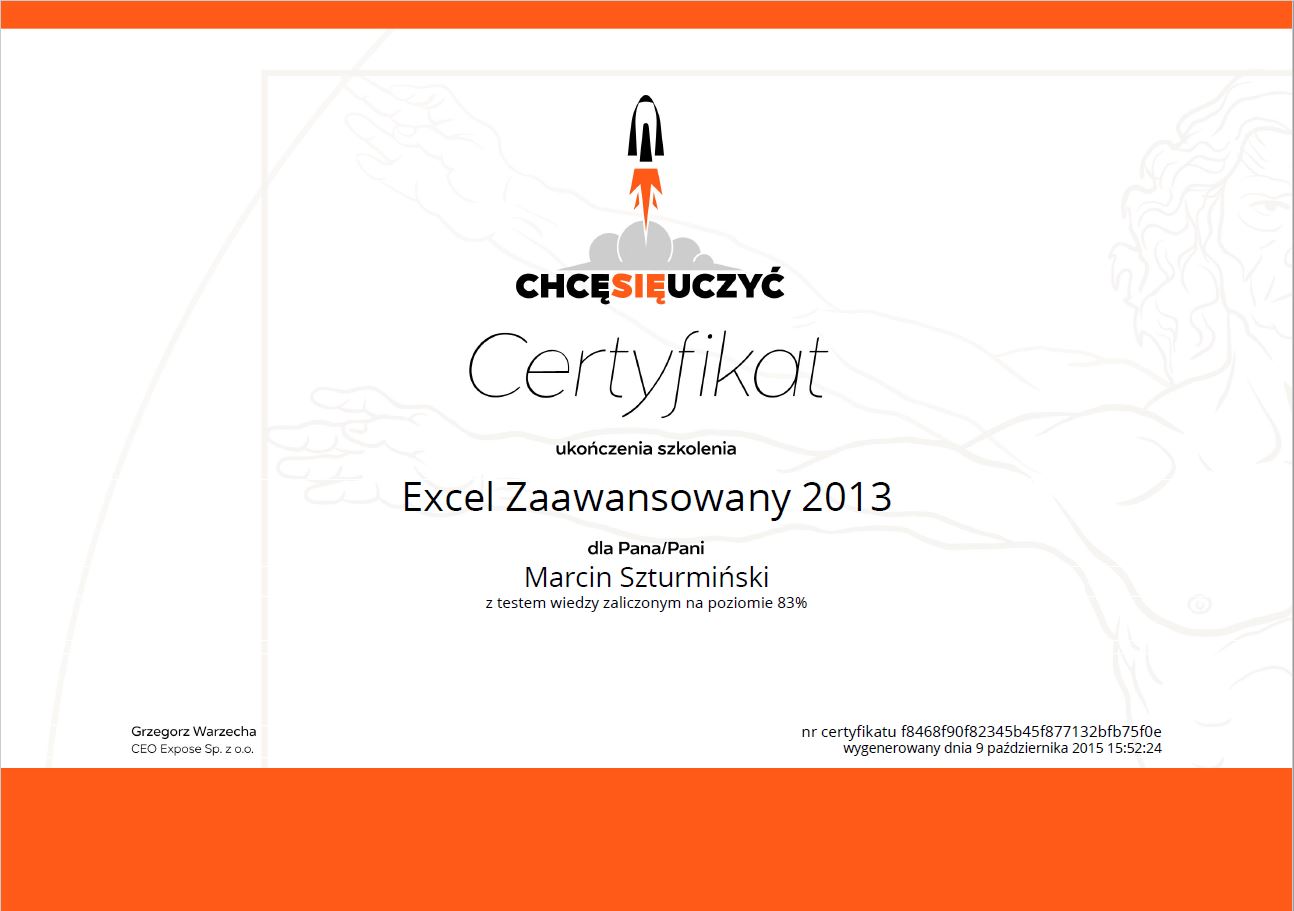 CHCĘSIĘUCZYĆ
Certyfikat
ukończenia szkolenia
Excel Zaawansowany 2013
dla Pana/Pani
Marcin Szturmiński
z testem wiedzy zaliczonym na poziomie 83%
Grzegorz Warzecha
CEO Expose Sp. z o.o.
nr certyfikatu f8468f90f82345b45f877132bfb75f0e
wygenerowany dnia 9 października 2015 15:52:24